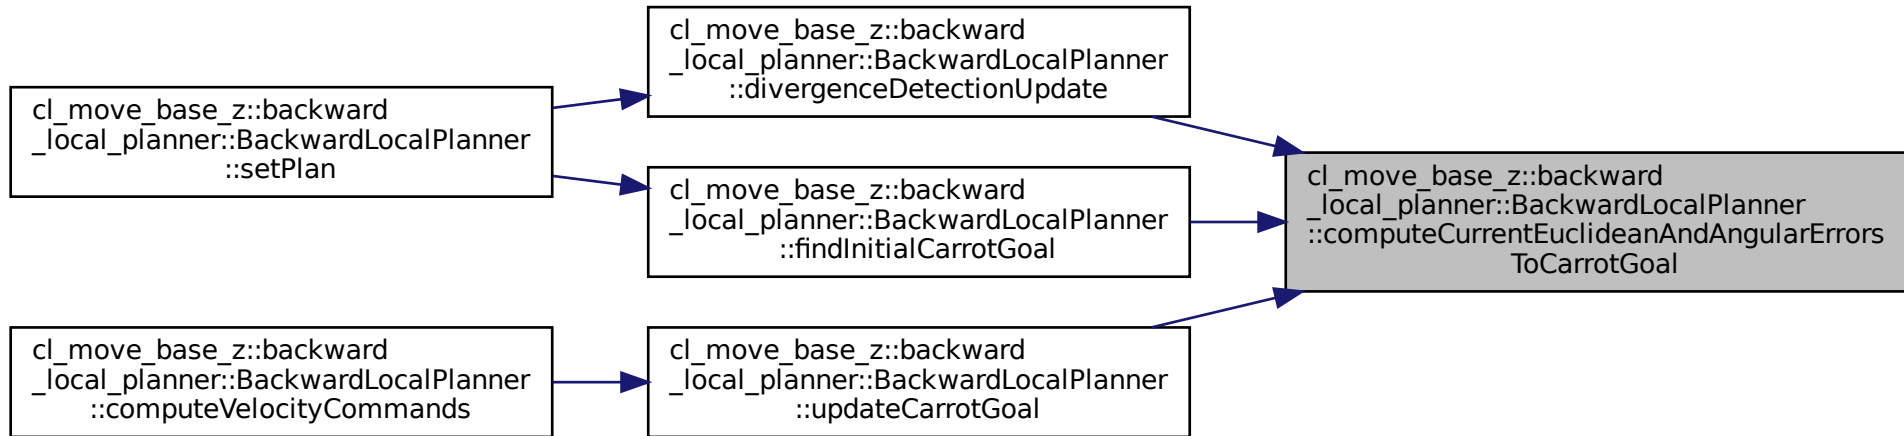 cl_move_base_z::backward
_local_planner::BackwardLocalPlanner
::setPlan
cl_move_base_z::backward
_local_planner::BackwardLocalPlanner
::computeVelocityCommands
cl_move_base_z::backward
_local_planner::BackwardLocalPlanner
::divergenceDetectionUpdate
cl_move_base_z::backward
_local_planner::BackwardLocalPlanner
::findInitialCarrotGoal
cl_move_base_z::backward
_local_planner::BackwardLocalPlanner
::updateCarrotGoal
cl_move_base_z::backward
_local_planner::BackwardLocalPlanner
::computeCurrentEuclideanAndAngularErrors
ToCarrotGoal